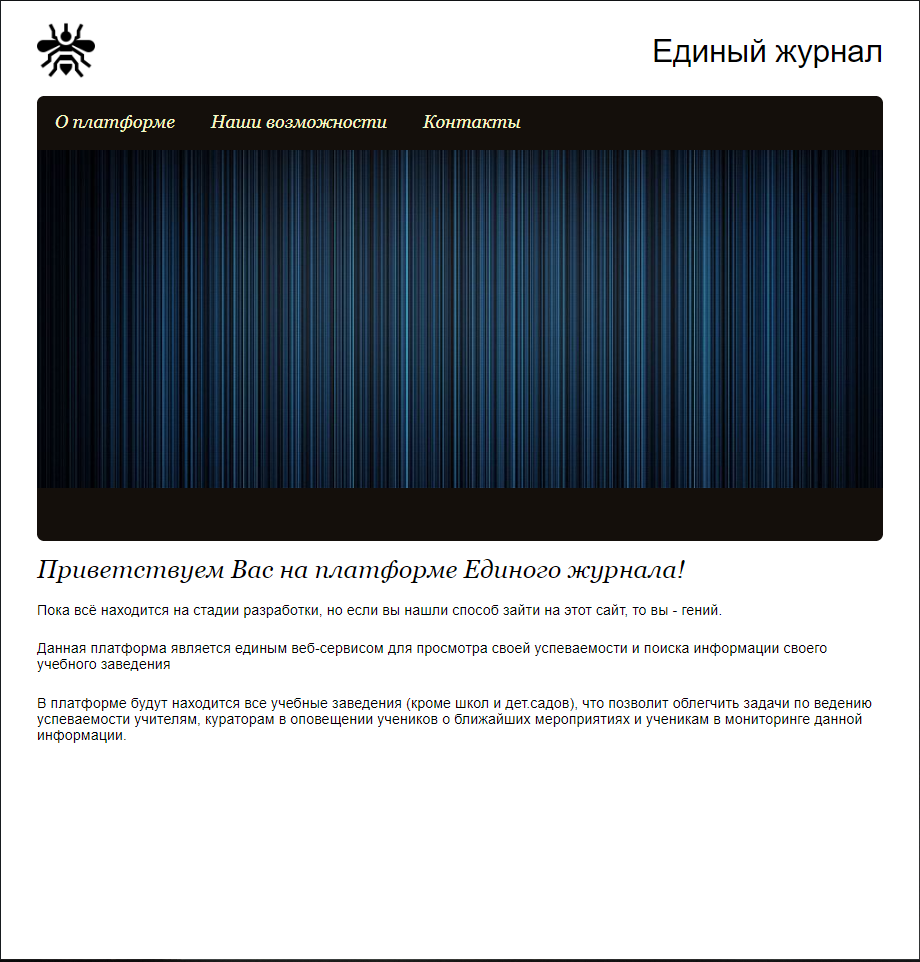 Единый журнал
О платформе Наши возможности Контакты
Приветствуем Вас на платформе Единого журнала!
Пока всё находится на стадии разработки, но если вы нашли способ зайти на этот сайт, то вы - гений.
Данная платформа является единым веб-сервисом для просмотра своей успеваемости и поиска информации своего
учебного заведения
В платформе будут находится все учебные заведения (кроме школ и дет.садов), что позволит облегчить задачи по ведению
успеваемости учителям, кураторам в оповещении учеников о ближайших мероприятиях и ученикам в мониторинге данной
информации.